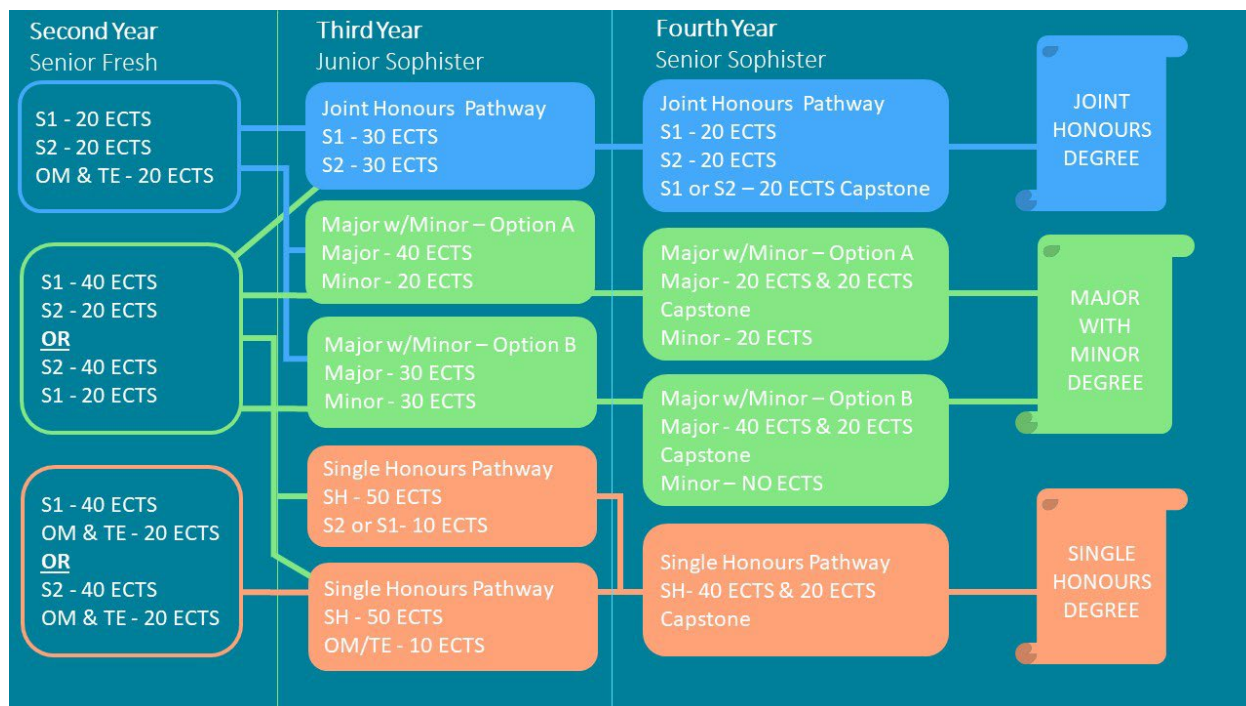 Second Year
Senior Fresh
S1 - 20 ECTS
S2 - 20 ECTS
OM & TE - 20 ECTS
S1 - 40 ECTS
S2 - 20 ECTS
OR
S2 - 40 ECTS
S1 - 20 ECTS
S1 - 40 ECTS
OM & TE - 20 ECTS
OR
S2 - 40 ECTS
OM & TE - 20 ECTS
Third Year
Junior Sophister
Joint Honours Pathway
S1 - 30 ECTS
S2 - 30 ECTS
Major w/Minor – Option A
Major - 40 ECTS
Minor - 20 ECTS
Major w/Minor – Option B
Major - 30 ECTS
Minor - 30 ECTS
Single Honours Pathway
SH - 50 ECTS
S2 or S1- 10 ECTS
Single Honours Pathway
SH - 50 ECTS
OM/TE - 10 ECTS
Fourth Year
Senior Sophister
Joint Honours Pathway
S1 - 20 ECTS
S2 - 20 ECTS
S1 or S2 – 20 ECTS Capstone
Major w/Minor – Option A
Major - 20 ECTS & 20 ECTS
Capstone
Minor - 20 ECTS
Major w/Minor – Option B
Major - 40 ECTS & 20 ECTS
Capstone
Minor – NO ECTS
Single Honours Pathway
SH- 40 ECTS & 20 ECTS
Capstone
JOINT
HONOURS
DEGREE
MAJOR
WITH
MINOR
DEGREE
SINGLE
HONOURS
DEGREE